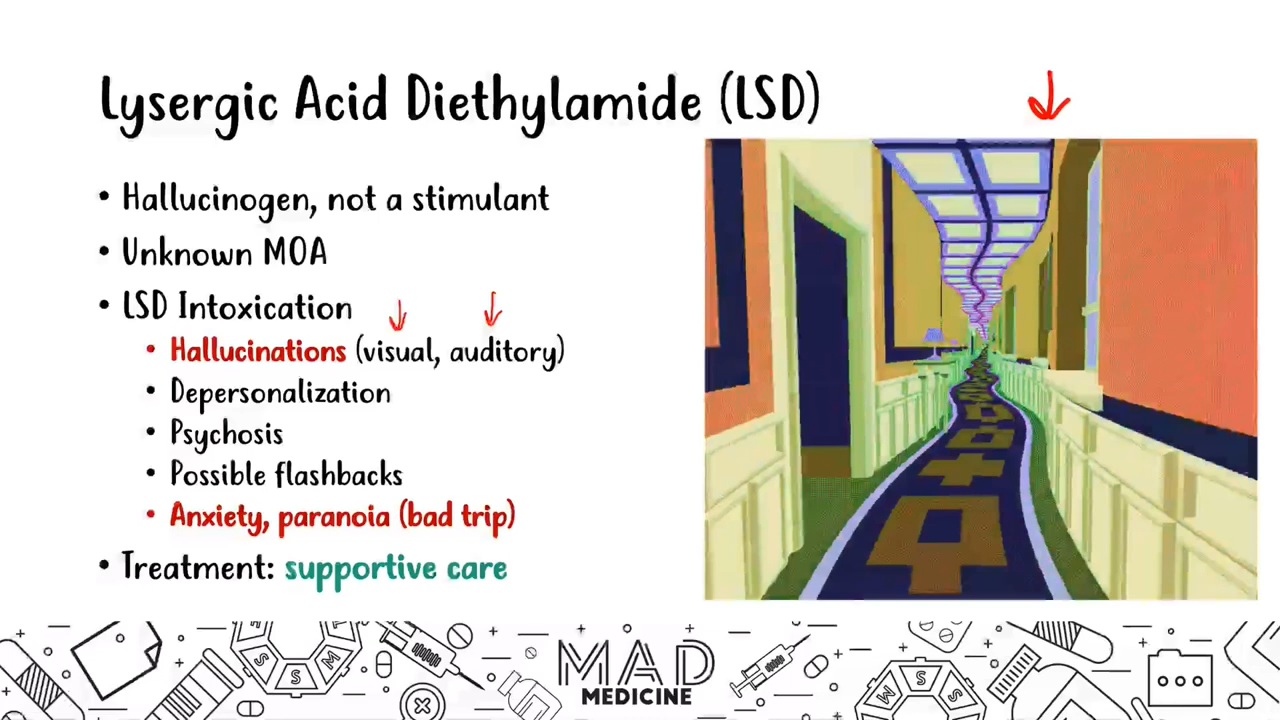 Lysergic Acid Diethylamide (LSD)
• Hallucinogen, not a stimulant
• Unknown MOA
• LSD Intoxication
• Hallucinations (visual, auditory)
• Depersonalization
• Psychosis
• Possible flashbacks
• Anxiety, paranoia (bad trip)
• Treatment: supportive care
MAD
MEDICINE